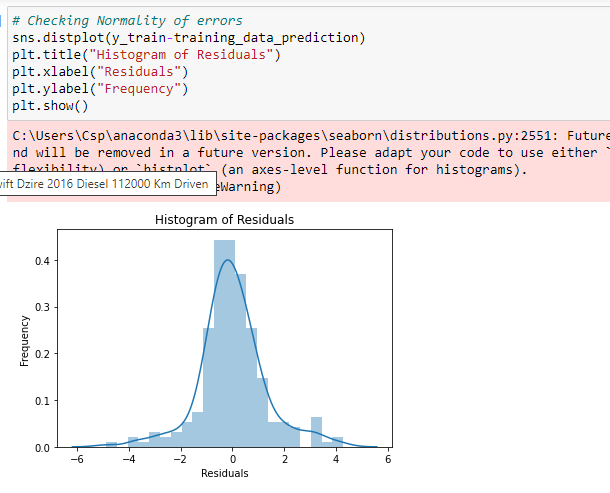 # Checking Normality of errors
sns.distplot(y_train-training_data_prediction)
plt.title("Histogram of Residuals")
plt.xlabel("Residuals")
plt.ylabel("Frequency")
plt.show()
C:\Users\Csp\anaconda3\lib\site-packages\seaborn\distributions.py:2551: Future
nd will be removed in a future version. Please adapt your code to use either `
flexibility) or `histplot` (an axes-level function for histograms).
ift Dzire 2016 Diesel 112000 Km Driven
eWarning)
Histogram of Residuals
Frequency
0.4
0.3
0.2
0.1
0.0
−6 −4 −2 0 2 4 6
Residuals